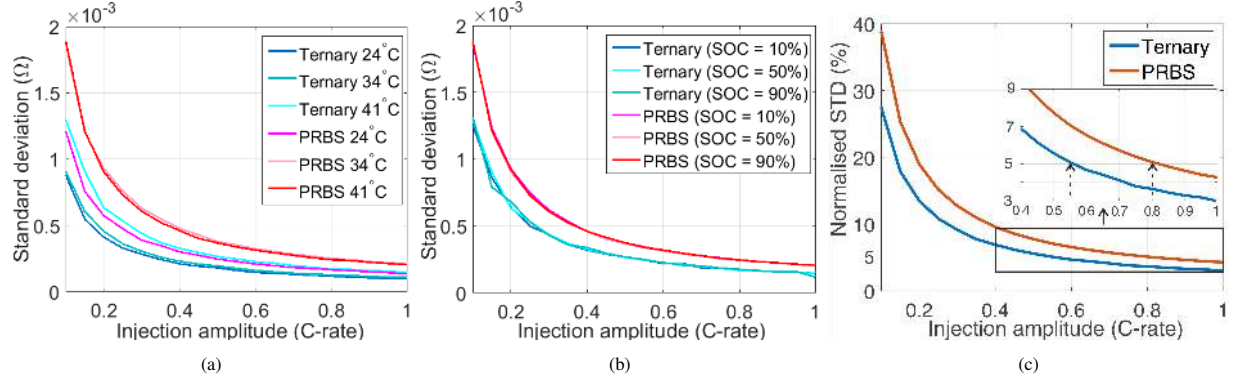 ×10⁻³
2
1.5
1
0.5
0
0.2 0.4 0.6 0.8 1
Standard deviation (Ω)
Injection amplitude (C-rate)
Ternary 24°C
Ternary 34°C
Ternary 41°C
PRBS 24°C
PRBS 34°C
PRBS 41°C
(a)
×10⁻³
2
1.5
1
0.5
0
0.2 0.4 0.6 0.8 1
Standard deviation (Ω)
Injection amplitude (C-rate)
Ternary (SOC = 10%)
Ternary (SOC = 50%)
Ternary (SOC = 90%)
PRBS (SOC = 10%)
PRBS (SOC = 50%)
PRBS (SOC = 90%)
(b)
40
30
20
10
5
0
0.2 0.4 0.6 0.8 1
Normalised STD (%)
Injection amplitude (C-rate)
Ternary
PRBS
9
7
5
3
0.4 0.5 0.6 0.7 0.8 0.9 1
(c)